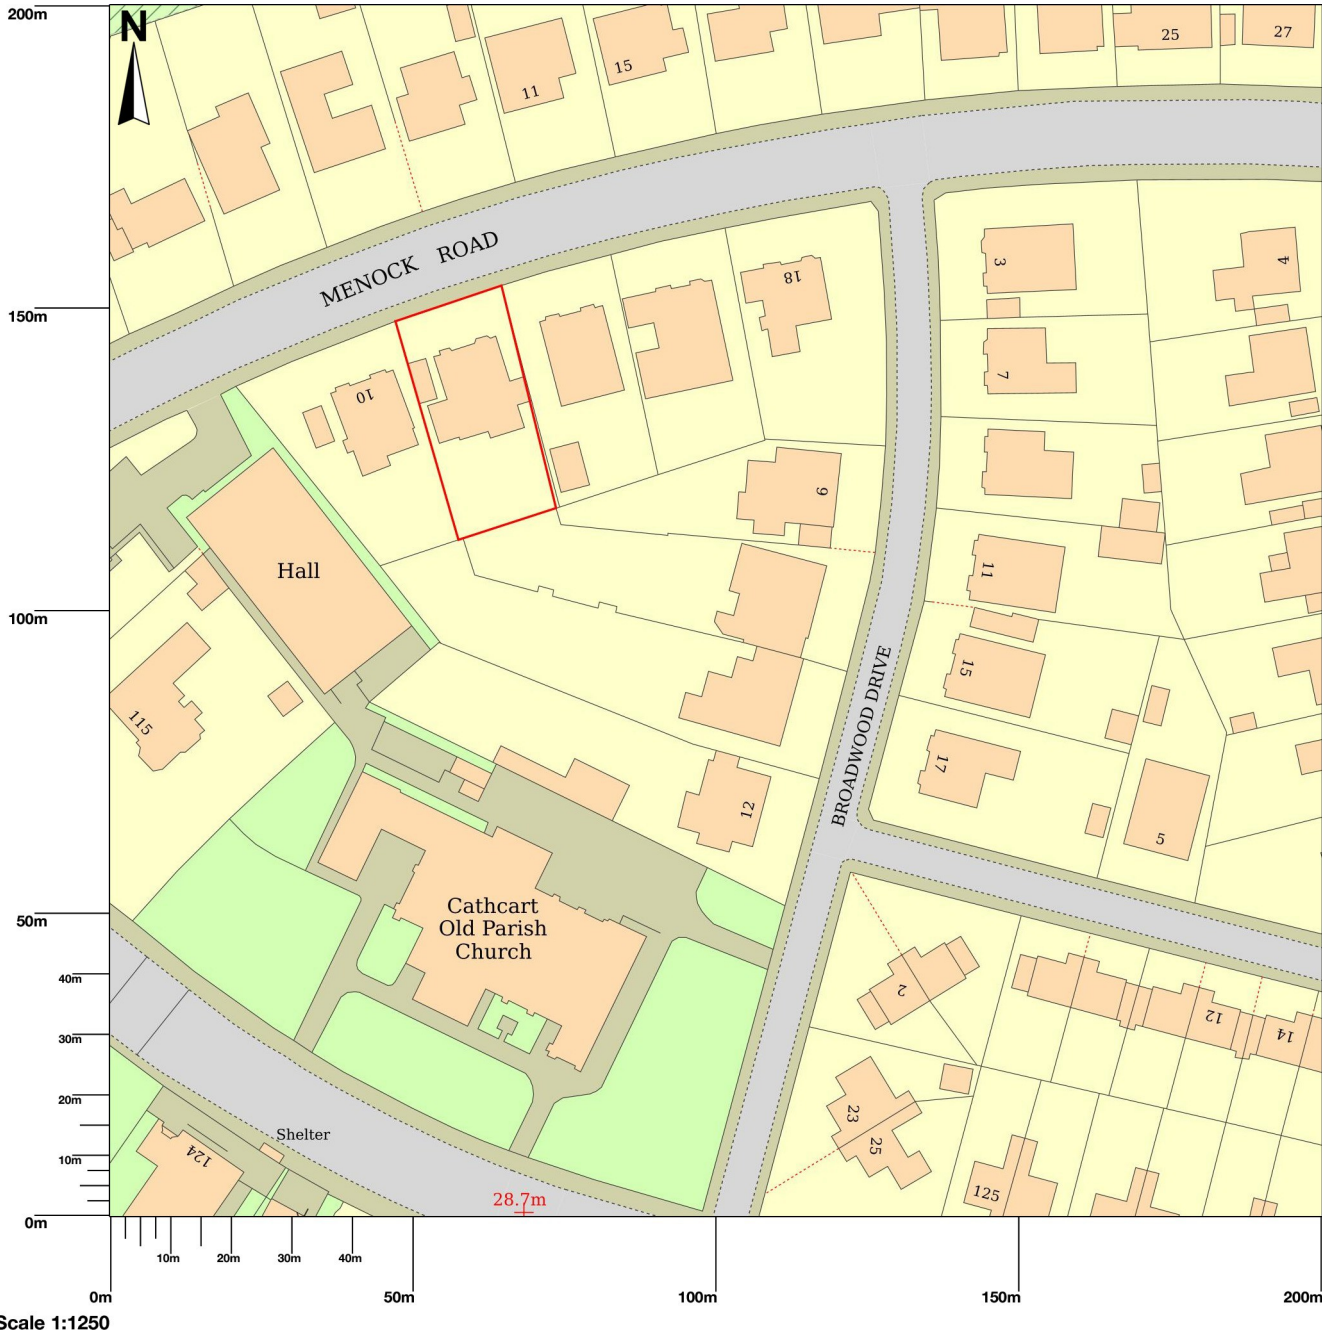 200m
N
11
15
25
27
MENOCK ROAD
18
3
4
150m
10
7
9
Hall
11
100m
15
115
BROADWOOD DRIVE
17
12
5
Cathcart
Old Parish
Church
50m
40m
2
30m
12
14
20m
23
Shelter
124
25
10m
125
28.7m
0m
10m
20m
30m
40m
0m
50m
100m
150m
200m
Scale 1:1250